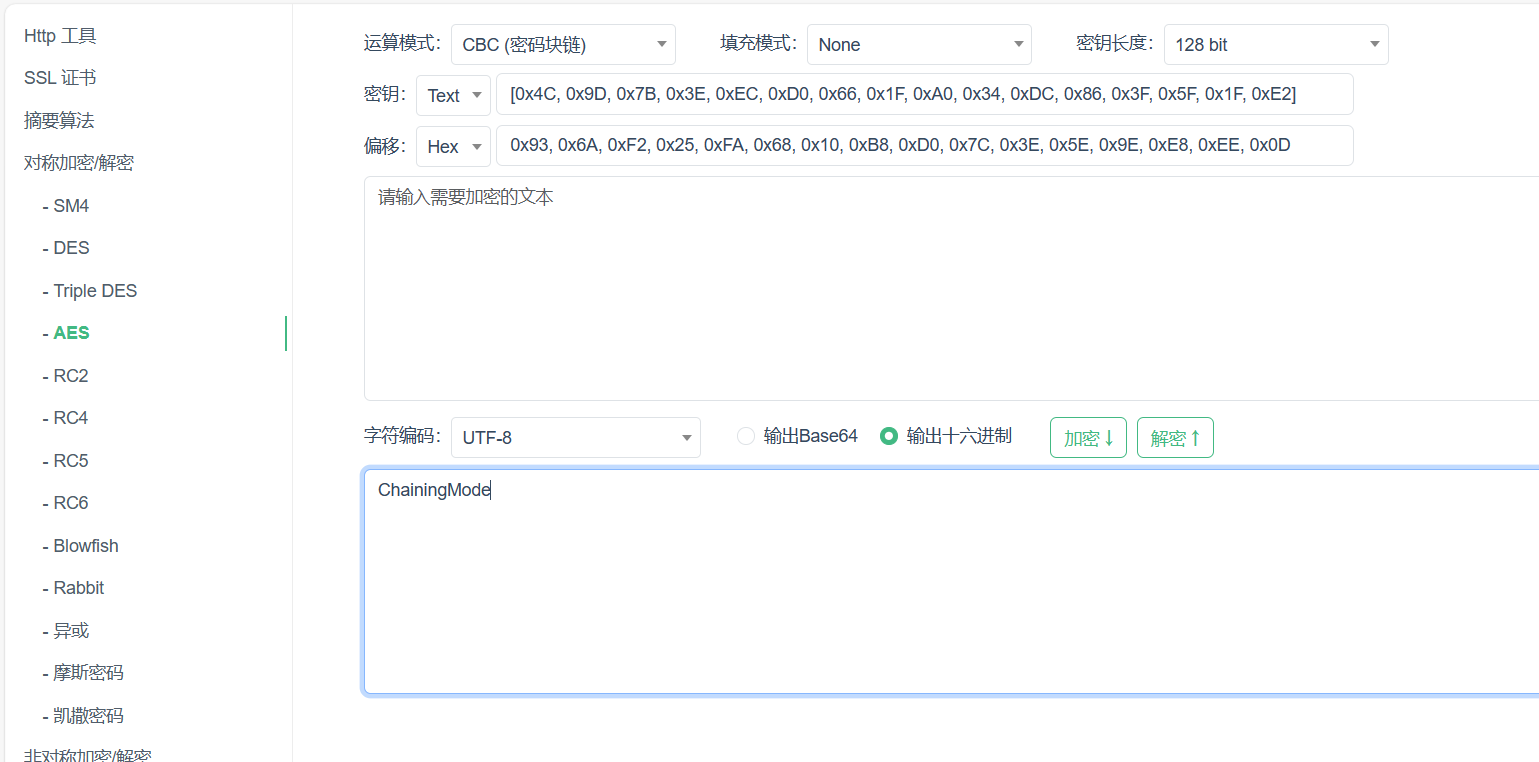 Http 工具
SSL 证书
摘要算法
对称加密/解密
- SM4
- DES
- Triple DES
- AES
- RC2
- RC4
- RC5
- RC6
- Blowfish
- Rabbit
- 异或
- 摩斯密码
- 凯撒密码
非对称加密/解密
运算模式: CBC (密码块链) 填充模式: None 密钥长度: 128 bit
密钥: Text [0x4C, 0x9D, 0x7B, 0x3E, 0xEC, 0xD0, 0x66, 0x1F, 0xA0, 0x34, 0xDC, 0x86, 0x3F, 0x5F, 0x1F, 0xE2]
偏移: Hex 0x93, 0x6A, 0xF2, 0x25, 0xFA, 0x68, 0x10, 0xB8, 0xD0, 0x7C, 0x3E, 0x5E, 0x9E, 0xE8, 0xEE, 0x0D
请输入需要加密的文本
字符编码: UTF-8 输出Base64 输出十六进制 加密↓ 解密↑
ChainingMode